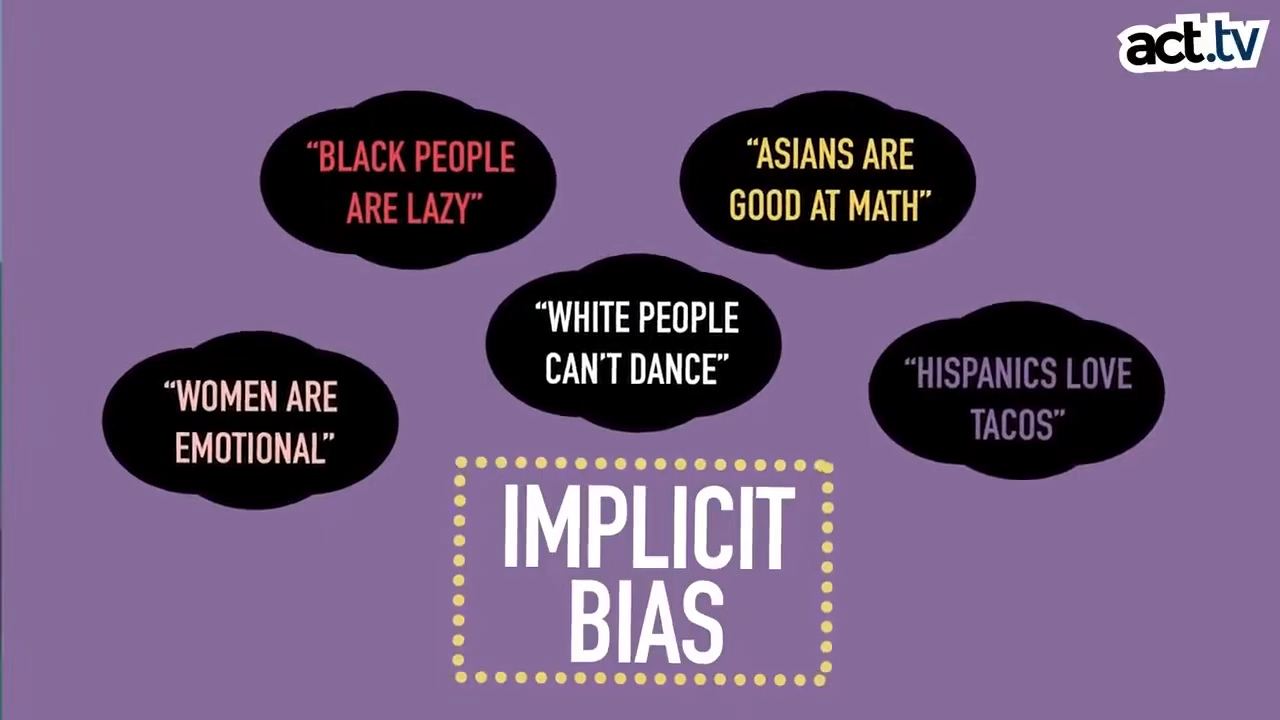 act.tv
“BLACK PEOPLE
ARE LAZY”
“ASIANS ARE
GOOD AT MATH”
“WHITE PEOPLE
CAN’T DANCE”
“WOMEN ARE
EMOTIONAL”
“HISPANICS LOVE
TACOS”
IMPLICIT
BIAS